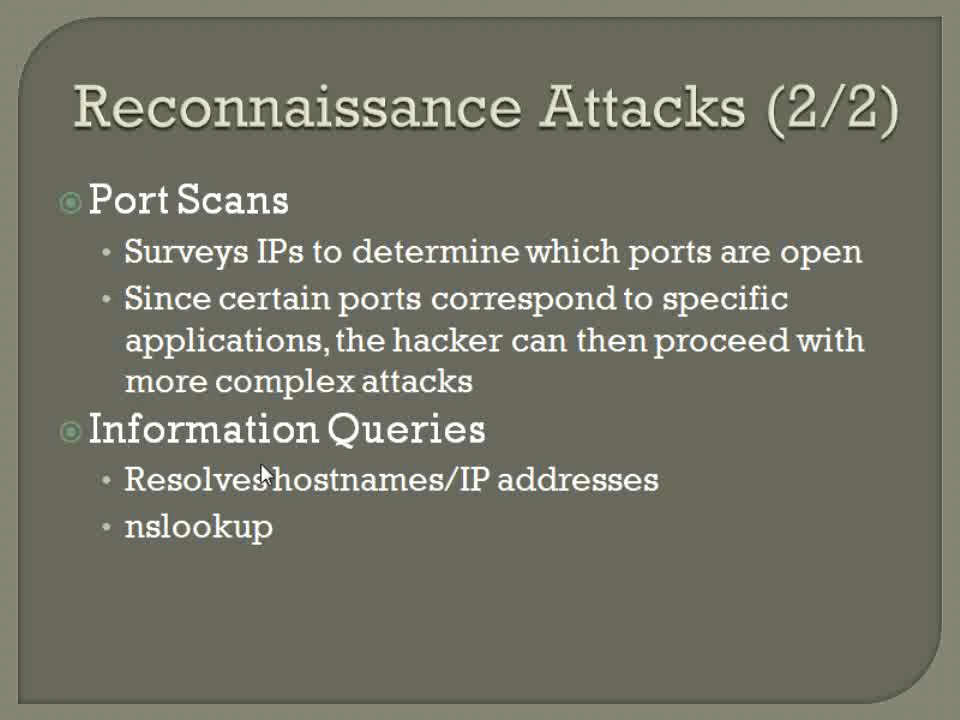 Reconnaissance Attacks (2/2)
Port Scans
Surveys IPs to determine which ports are open
Since certain ports correspond to specific
applications, the hacker can then proceed with
more complex attacks
Information Queries
Resolves hostnames/IP addresses
nslookup